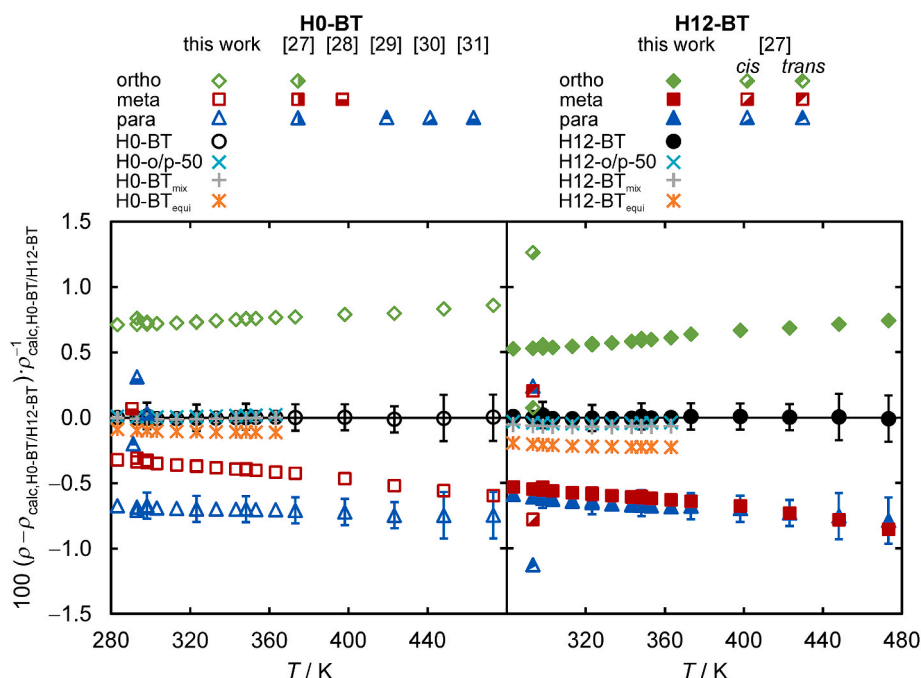 H0-BT H12-BT
this work [27] [28] [29] [30] [31] this work [27]
cis trans
ortho ortho
meta meta
para para
H0-BT H12-BT
H0-o/p-50 H12-o/p-50
H0-BTmix H12-BTmix
H0-BTequi H12-BTequi
100 (ρ−ρcalc,H0-BT/H12-BT)·ρ−1calc,H0-BT/H12-BT
1.5
1.0
0.5
0.0
−0.5
−1.0
−1.5
280 320 360 400 440 320 360 400 440 480
T / K T / K